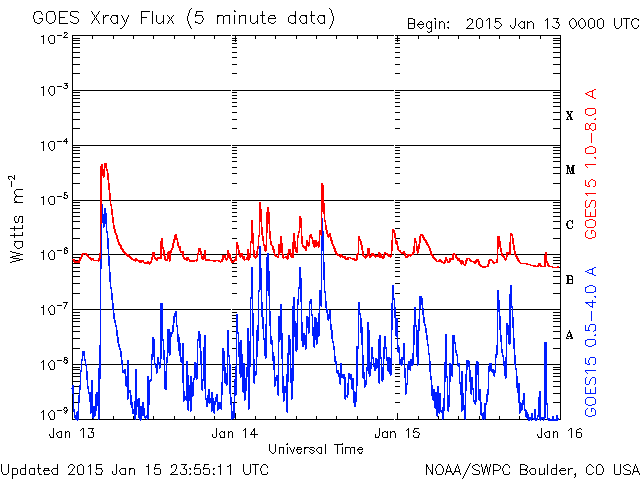 GOES Xray Flux (5 minute data)
Begin: 2015 Jan 13 0000 UTC
10-2
10-3
10-4
10-5
10-6
10-7
10-8
10-9
Watts m-2
X
M
C
B
A
GOES15 1.0-8.0 A
GOES15 0.5-4.0 A
Jan 13 Jan 14 Jan 15 Jan 16
Universal Time
Updated 2015 Jan 15 23:55:11 UTC
NOAA/SWPC Boulder, CO USA